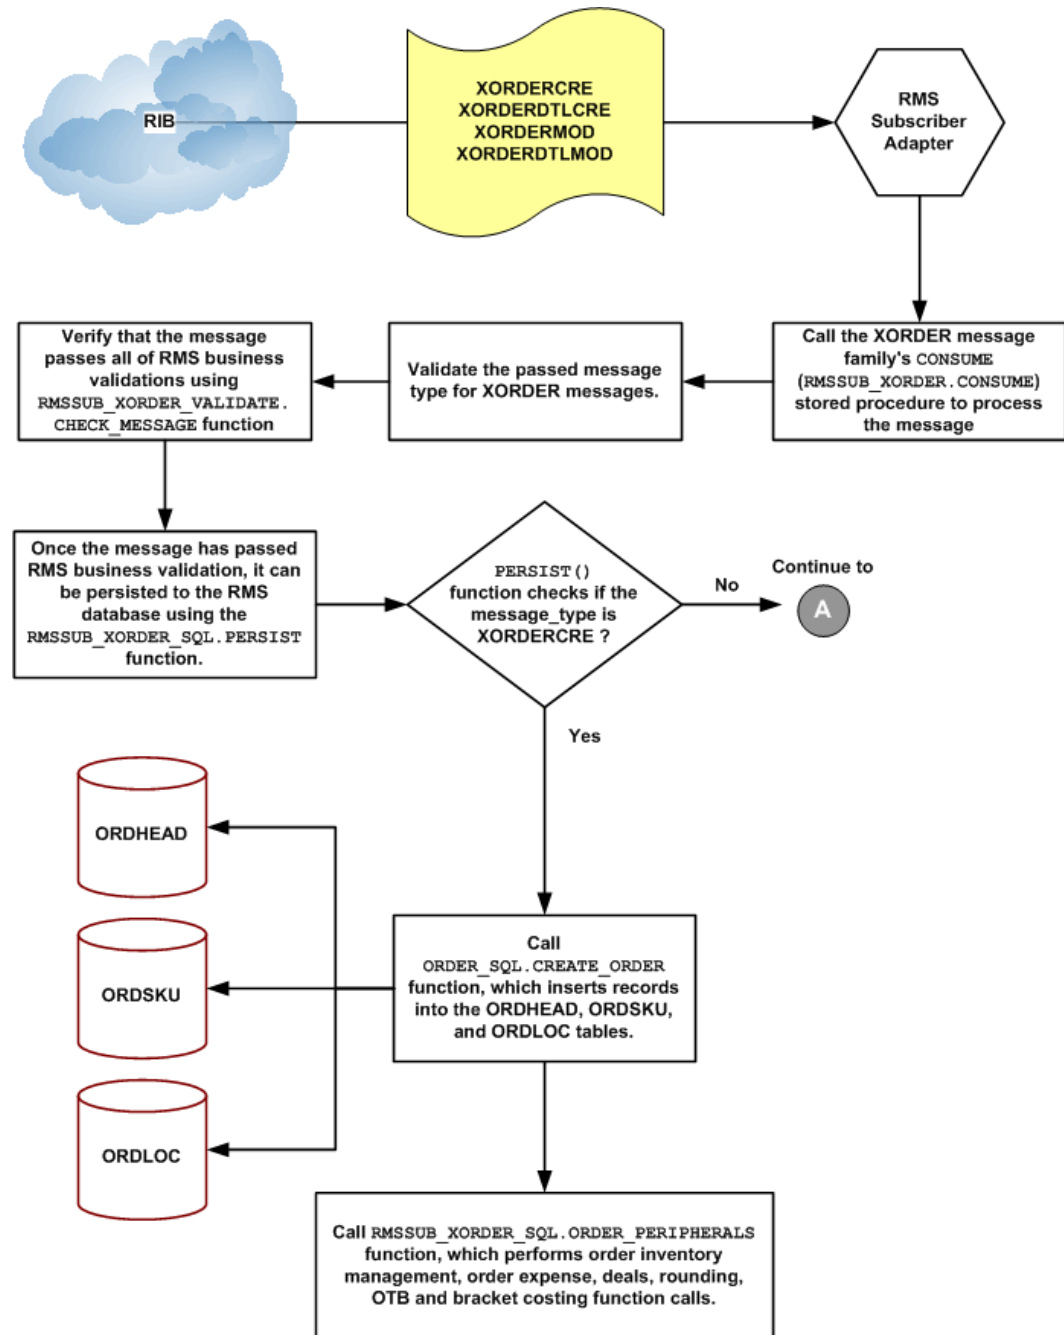 RIB
XORDERCRE
XORDERDTLCRE
XORDERMOD
XORDERDTLMOD
RMS
Subscriber
Adapter
Call the XORDER message
family's CONSUME
(RMSSUB_XORDER.CONSUME)
stored procedure to process
the message
Validate the passed message
type for XORDER messages.
Verify that the message
passes all of RMS business
validations using
RMSSUB_XORDER_VALIDATE.
CHECK_MESSAGE function
Once the message has passed
RMS business validation, it can
be persisted to the RMS
database using the
RMSSUB_XORDER_SQL.PERSIST
function.
PERSIST()
function checks if the
message_type is
XORDERCRE ?
No
Continue to
A
Yes
ORDHEAD
ORDSKU
ORDLOC
Call
ORDER_SQL.CREATE_ORDER
function, which inserts records
into the ORDHEAD, ORDSKU,
and ORDLOC tables.
Call RMSSUB_XORDER_SQL.ORDER_PERIPHERALS
function, which performs order inventory
management, order expense, deals, rounding,
OTB and bracket costing function calls.